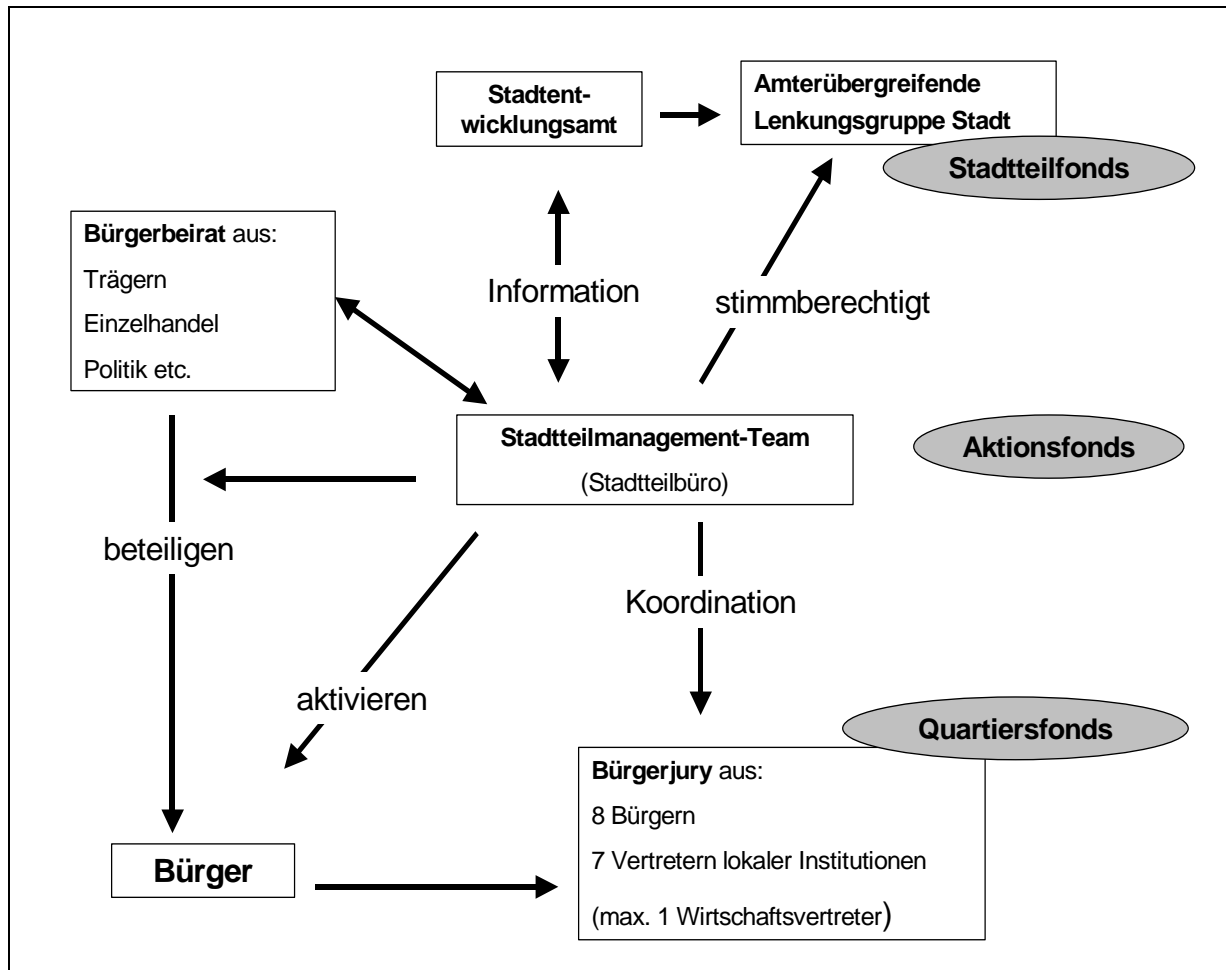 Stadtent-
wicklungsamt
Amterübergreifende
Lenkungsgruppe Stadt
Stadtteilfonds
Bürgerbeirat aus:
Trägern
Einzelhandel
Politik etc.
Information
stimmberechtigt
Stadtteilmanagement-Team
(Stadtteilbüro)
Aktionsfonds
beteiligen
Koordination
aktivieren
Quartiersfonds
Bürgerjury aus:
8 Bürgern
7 Vertretern lokaler Institutionen
(max. 1 Wirtschaftsvertreter)
Bürger